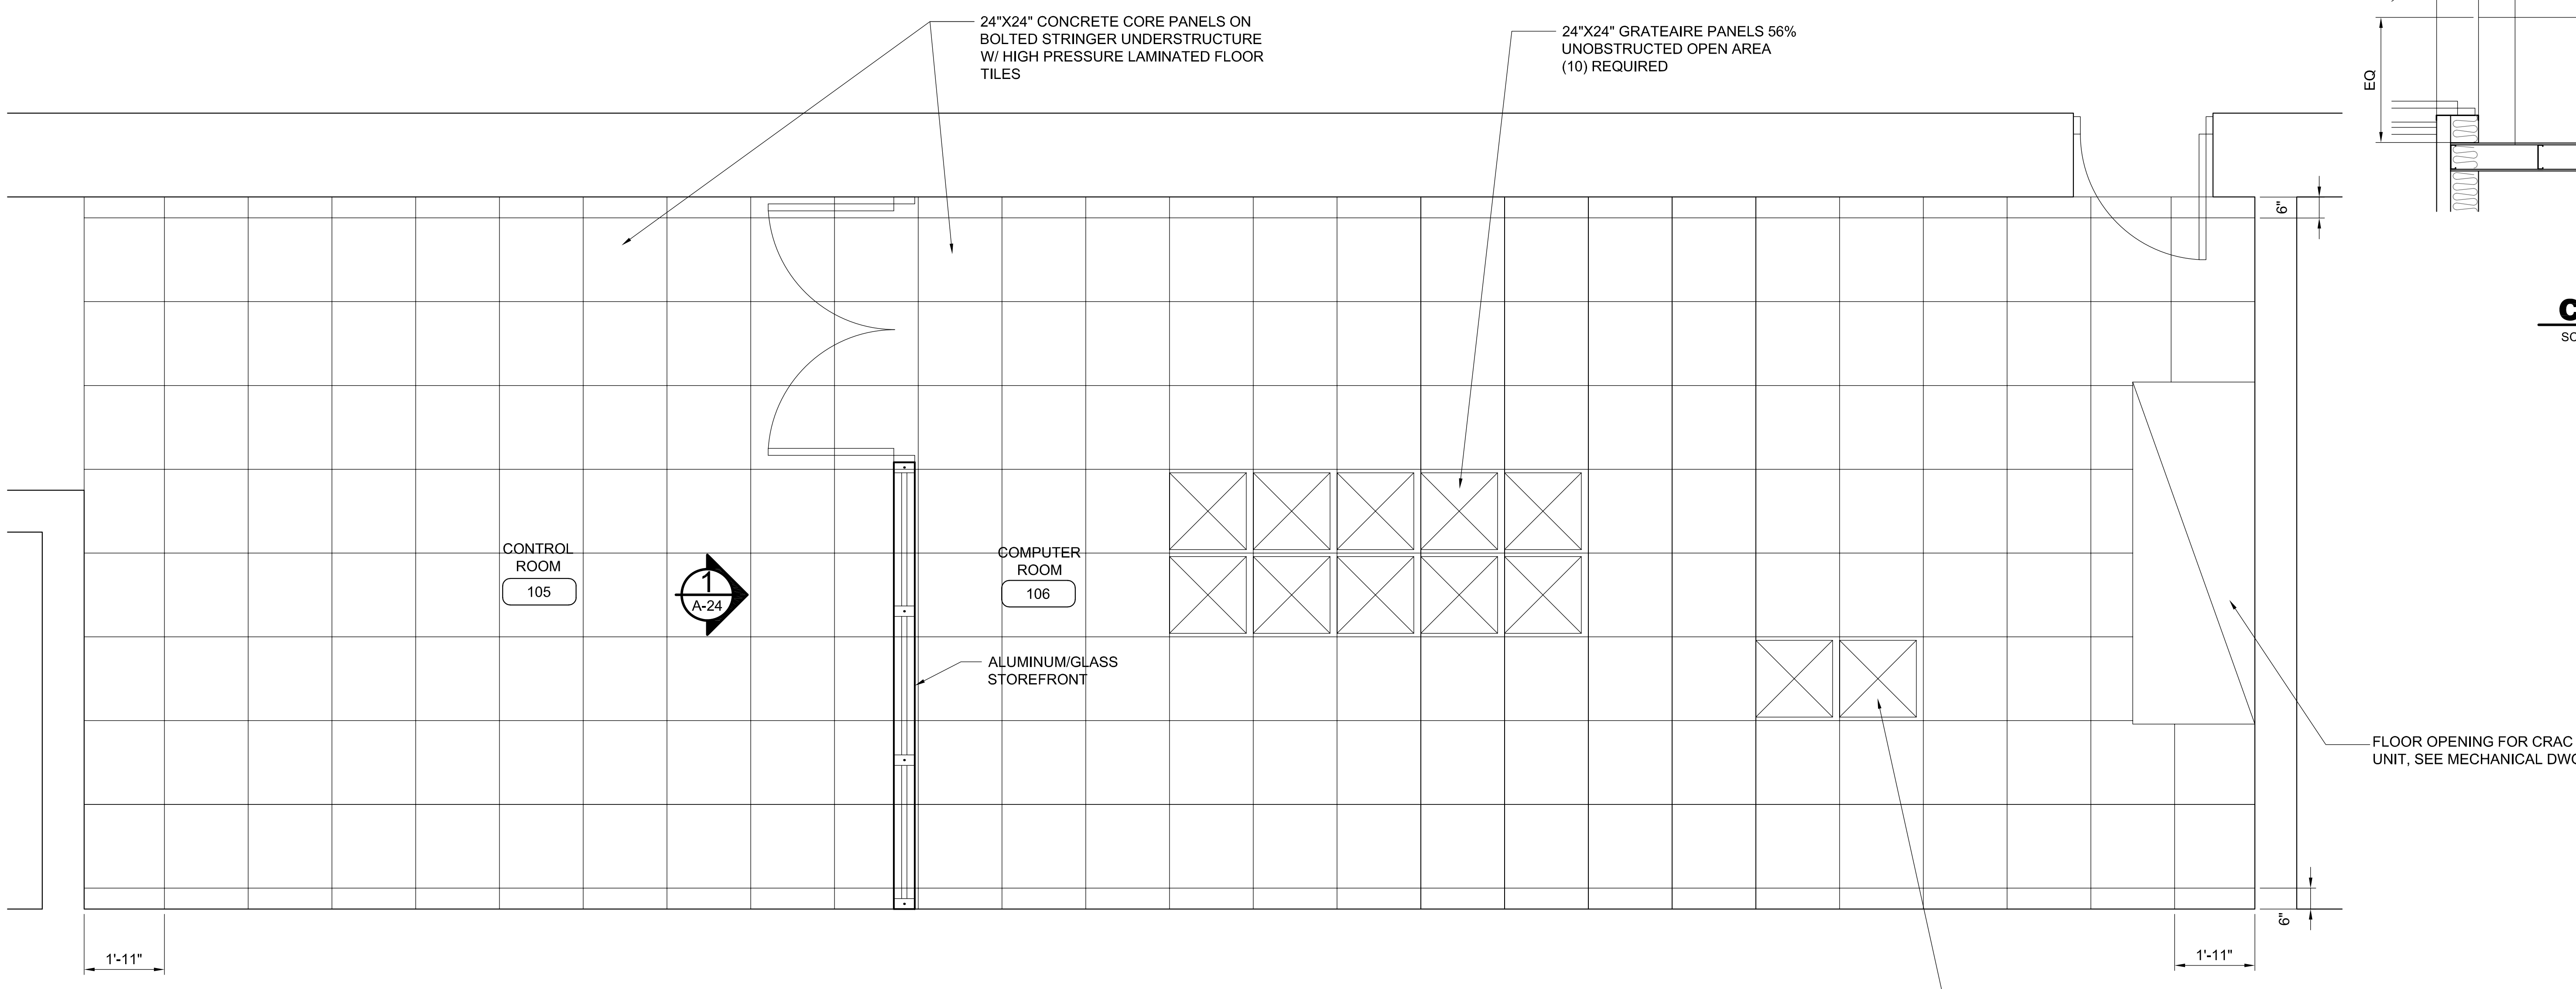 24"X24" CONCRETE CORE PANELS ON
BOLTED STRINGER UNDERSTRUCTURE
W/ HIGH PRESSURE LAMINATED FLOOR
TILES
24"X24" GRATEAIRE PANELS 56%
UNOBSTRUCTED OPEN AREA
(10) REQUIRED
EQ
6"
C
SC
CONTROL
ROOM
105
1
A-24
COMPUTER
ROOM
106
ALUMINUM/GLASS
STOREFRONT
FLOOR OPENING FOR CRAC
UNIT, SEE MECHANICAL DWG
6"
1'-11"
1'-11"